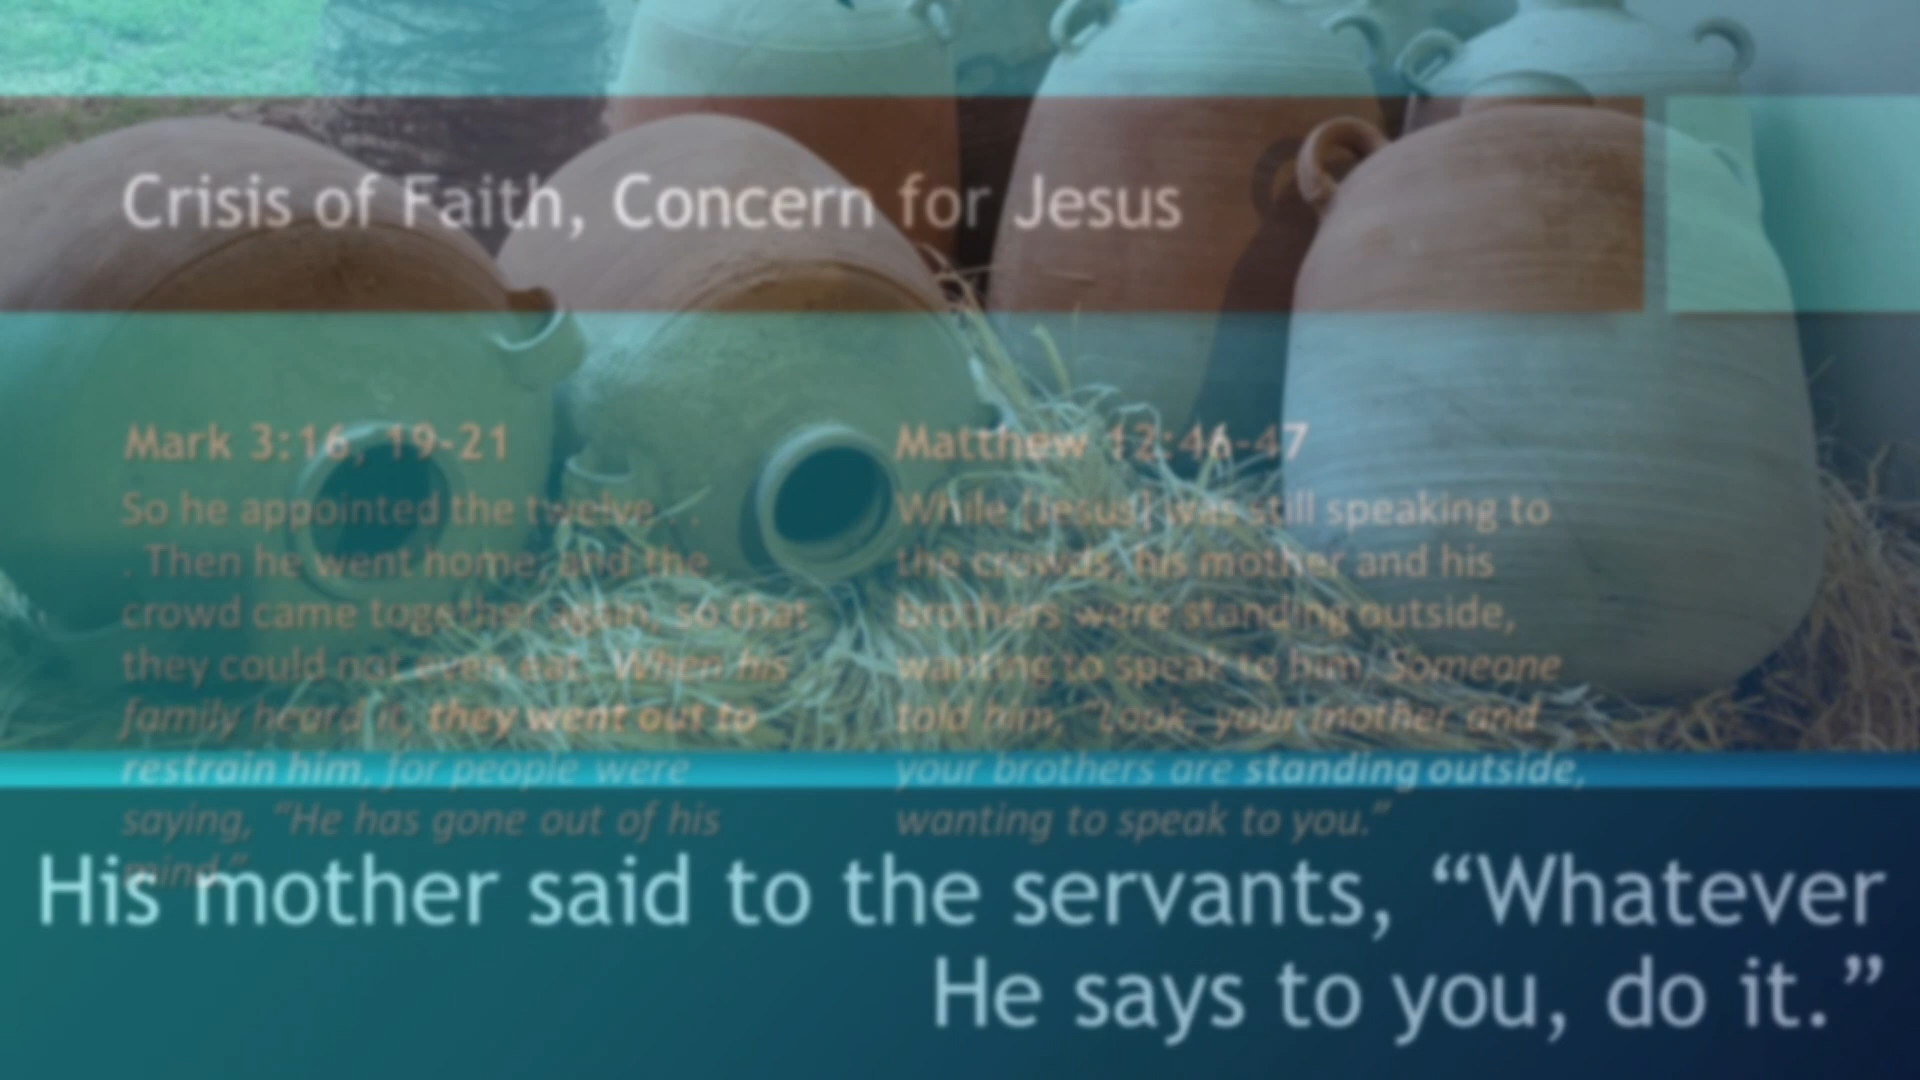 Crisis of Faith, Concern for Jesus
Mark 3:16, 19-21
So he appointed the twelve . .
. Then he went home; and the
crowd came together again, so that
they could not even eat. When his
family heard it, they went out to
restrain him, for people were
saying, “He has gone out of his
mind.”
Matthew 12:46-47
While [Jesus] was still speaking to
the crowds, his mother and his
brothers were standing outside,
wanting to speak to him. Someone
told him, “Look, your mother and
your brothers are standing outside,
wanting to speak to you.”
His mother said to the servants, “Whatever
He says to you, do it.”